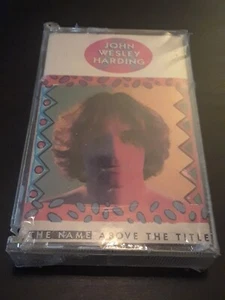 JOHN
WESLEY
HARDING
THE NAME ABOVE THE TITLE